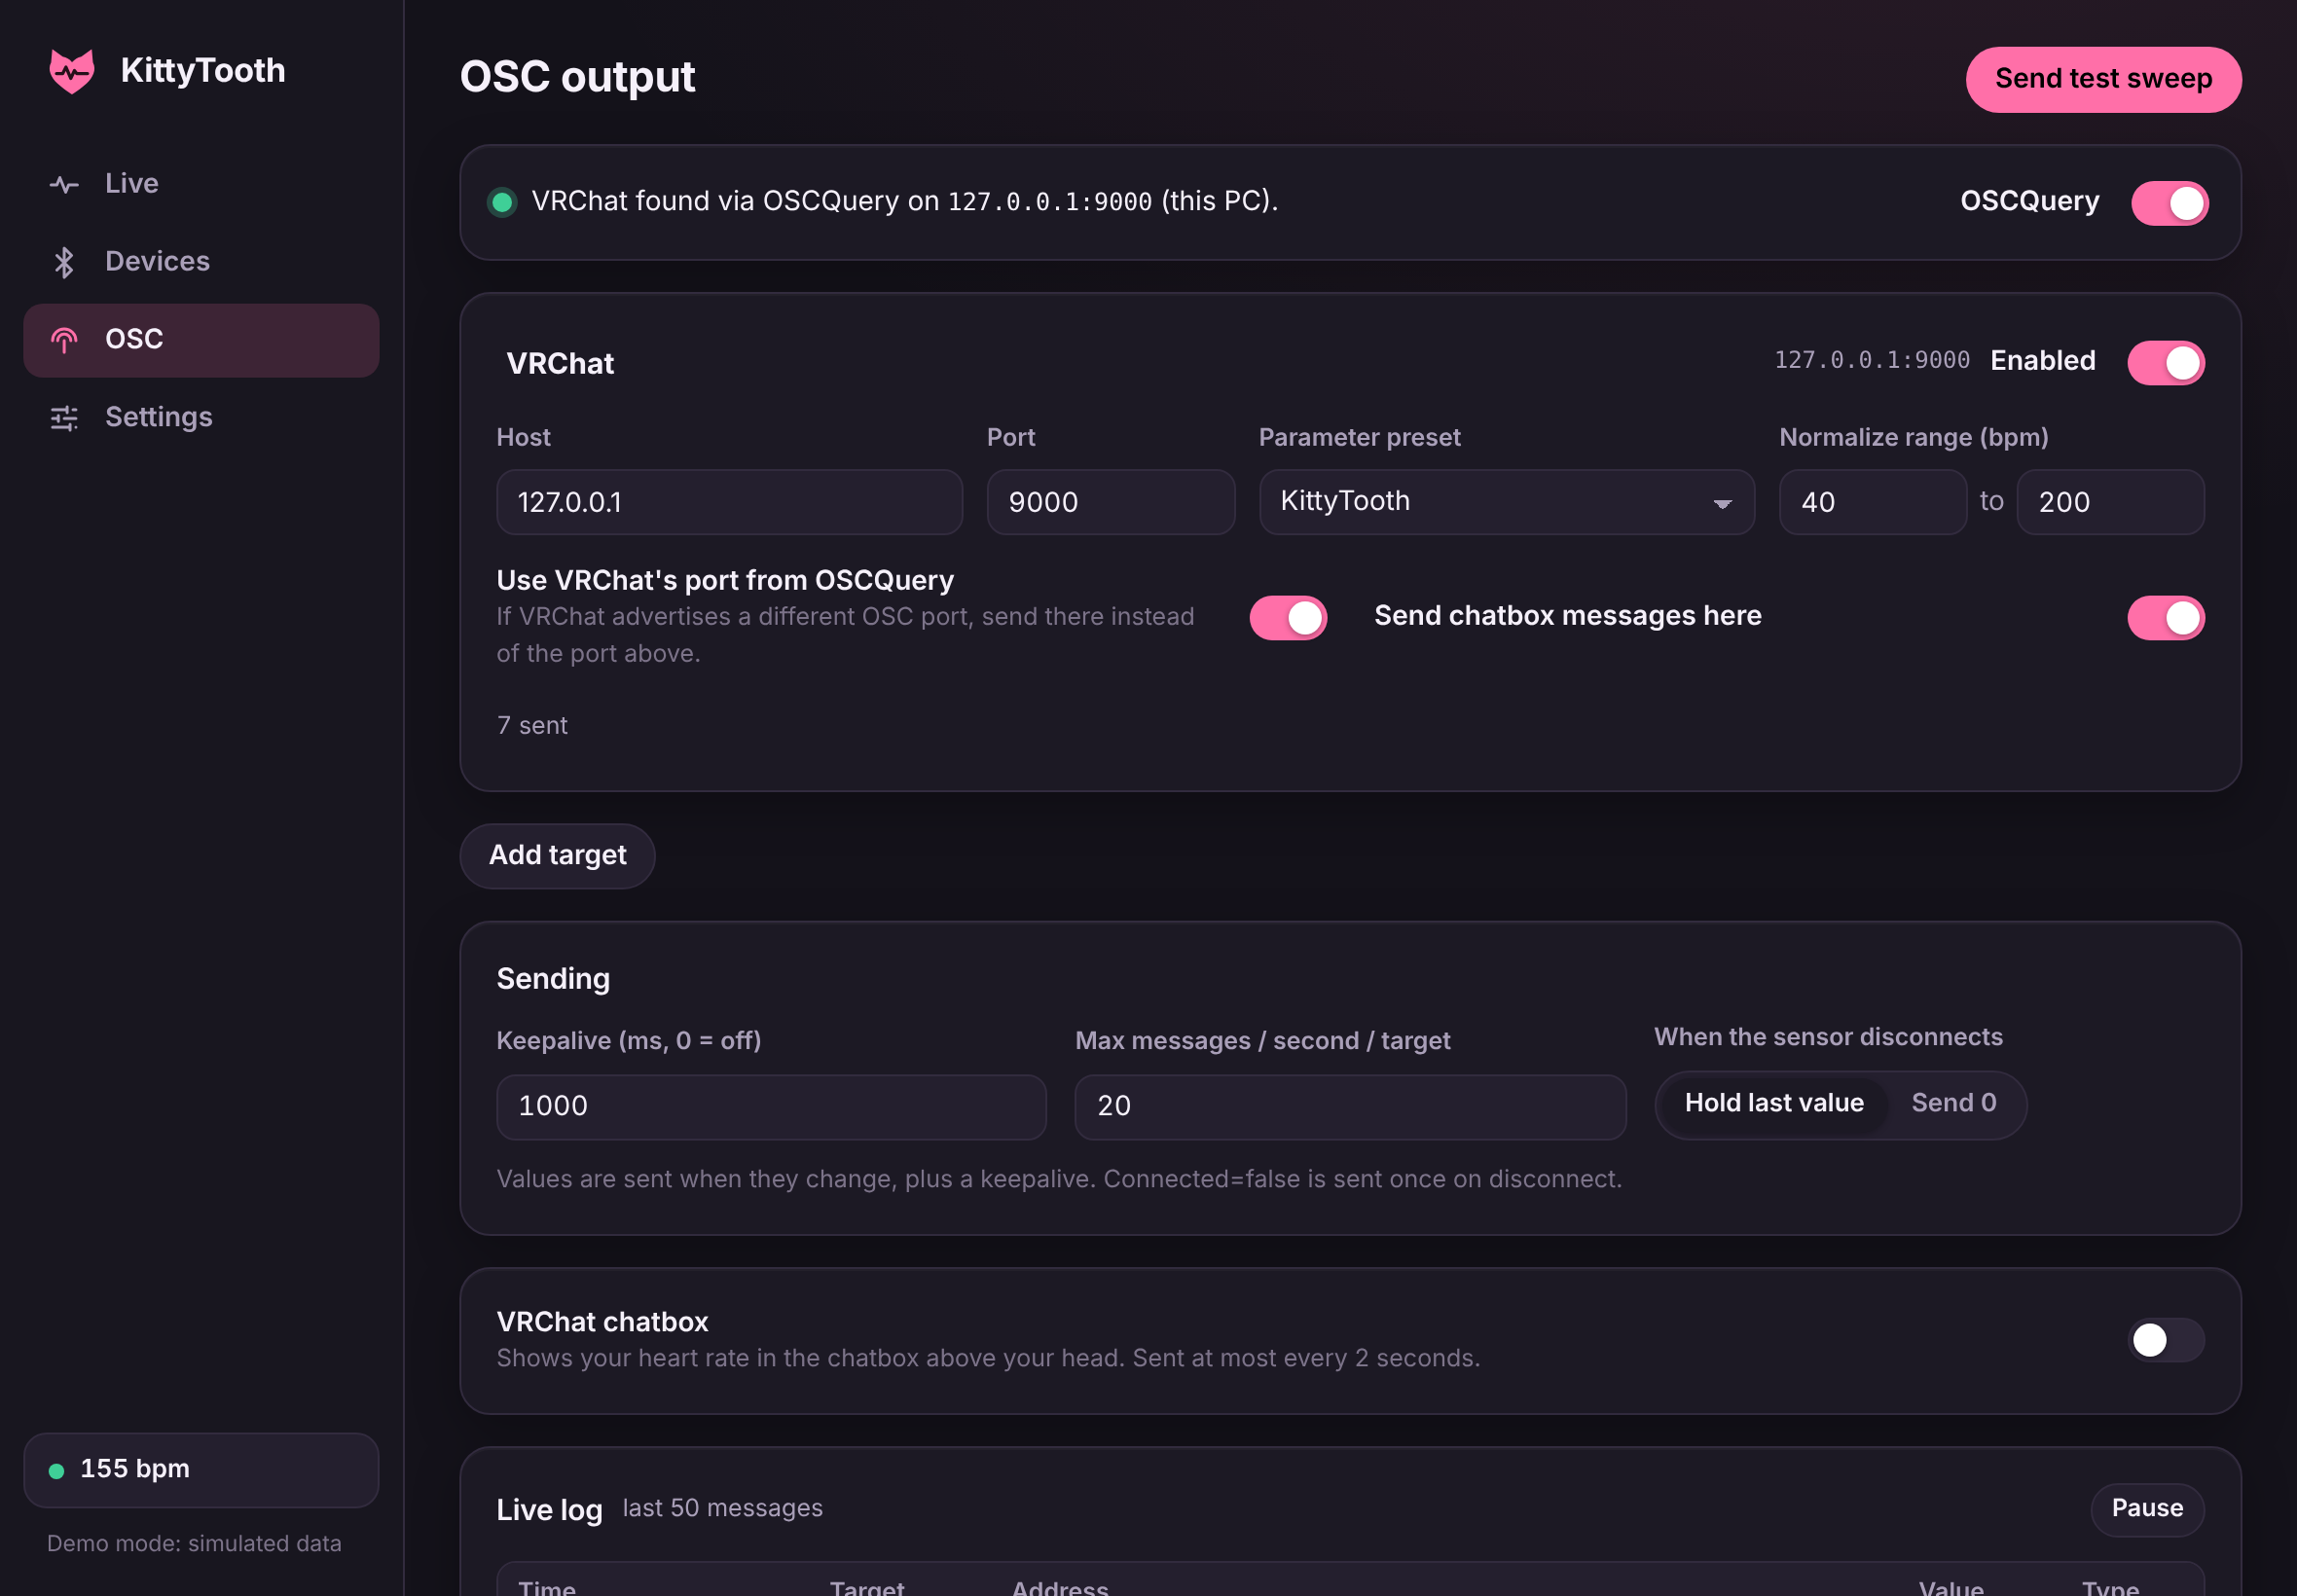 KittyTooth
Live
Devices
OSC
Settings
155 bpm
Demo mode: simulated data
OSC output
Send test sweep
VRChat found via OSCQuery on 127.0.0.1:9000 (this PC).
OSCQuery
VRChat
127.0.0.1:9000 Enabled
Host
Port
Parameter preset
Normalize range (bpm)
127.0.0.1
9000
KittyTooth
40 to 200
Use VRChat's port from OSCQuery
If VRChat advertises a different OSC port, send there instead
of the port above.
Send chatbox messages here
7 sent
Add target
Sending
Keepalive (ms, 0 = off)
Max messages / second / target
When the sensor disconnects
1000
20
Hold last value
Send 0
Values are sent when they change, plus a keepalive. Connected=false is sent once on disconnect.
VRChat chatbox
Shows your heart rate in the chatbox above your head. Sent at most every 2 seconds.
Live log last 50 messages
Pause
Time
Target
Address
Value
Type